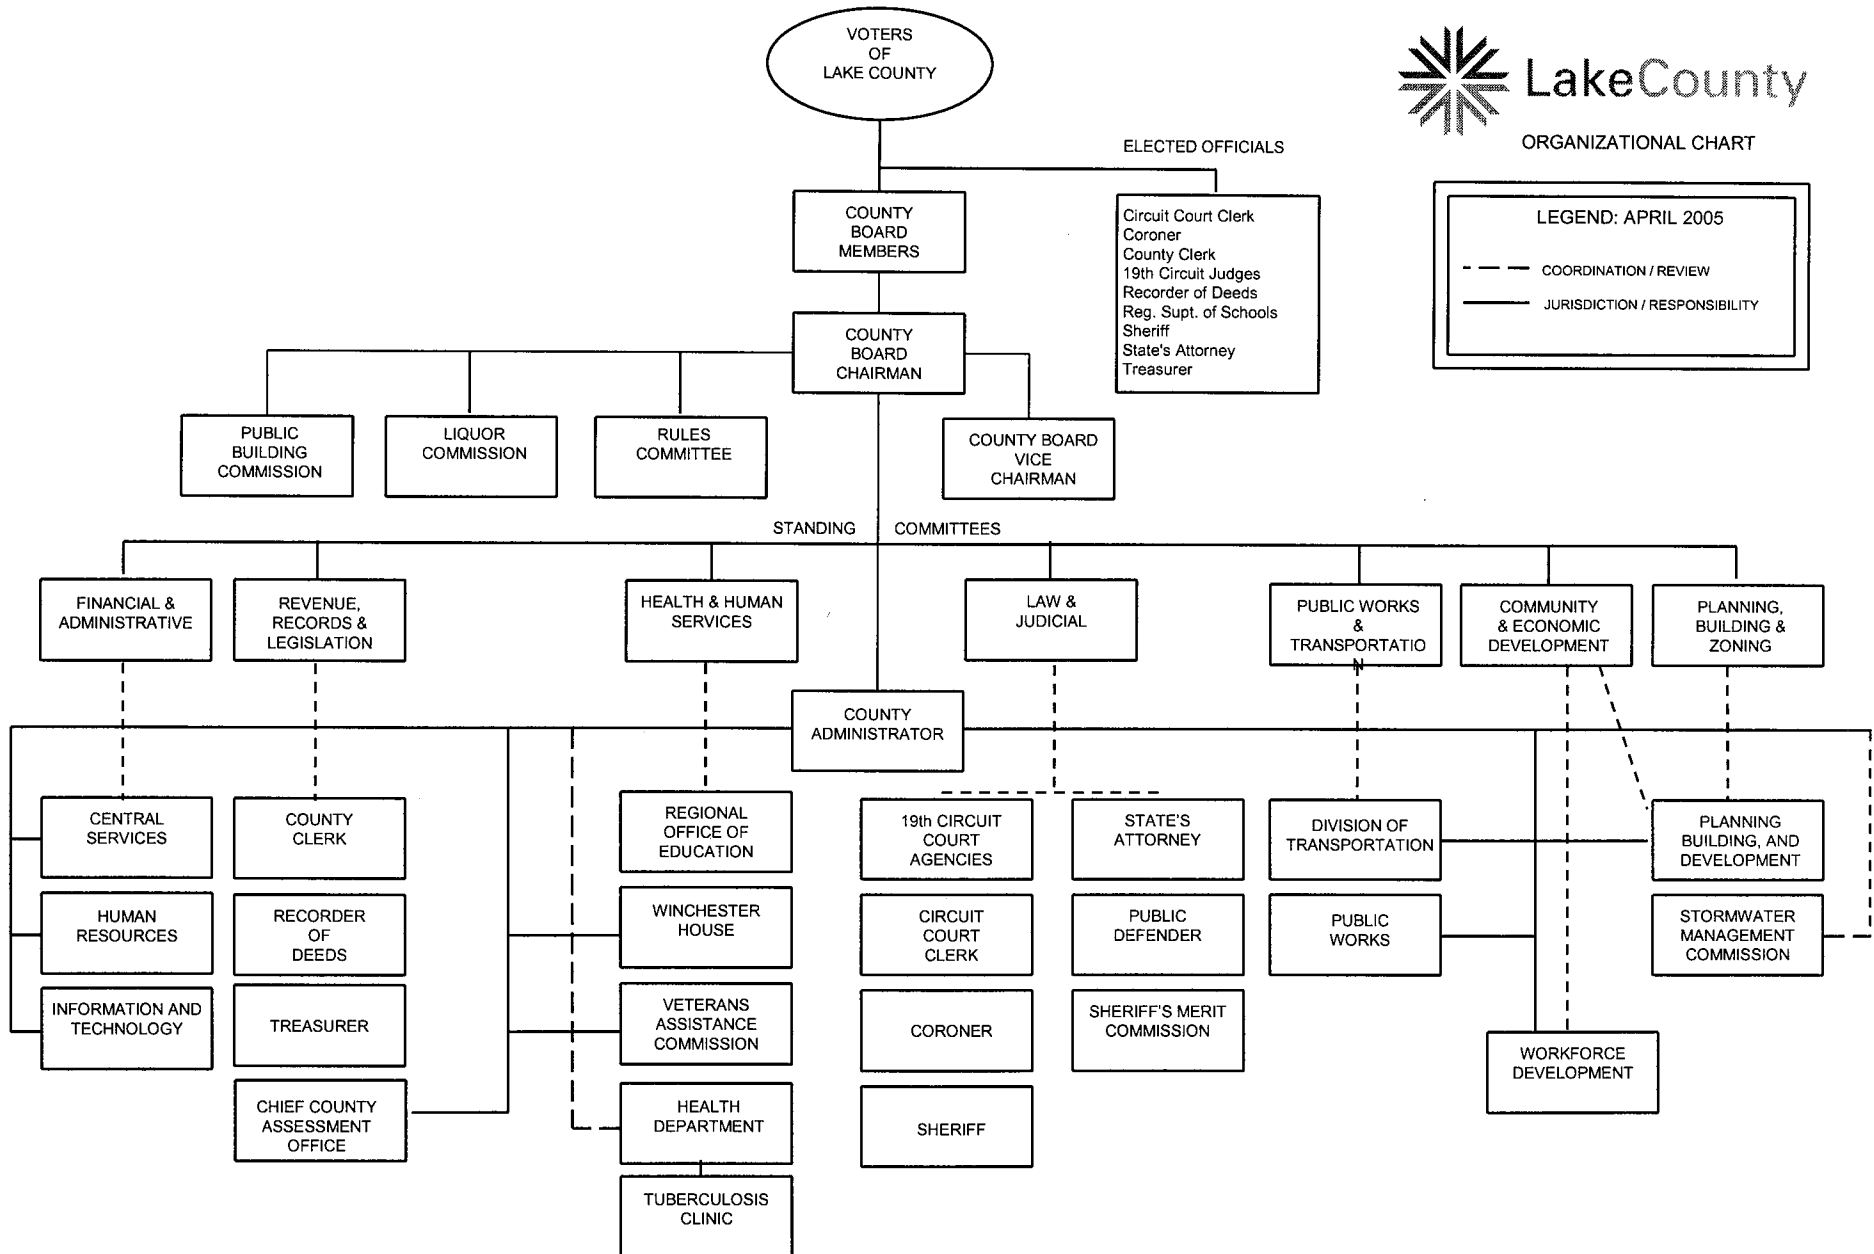 VOTERS
OF
LAKE COUNTY
LakeCounty
ORGANIZATIONAL CHART
ELECTED OFFICIALS
LEGEND: APRIL 2005
COORDINATION / REVIEW
JURISDICTION / RESPONSIBILITY
COUNTY
BOARD
MEMBERS
Circuit Court Clerk
Coroner
County Clerk
19th Circuit Judges
Recorder of Deeds
Reg. Supt. of Schools
Sheriff
State's Attorney
Treasurer
COUNTY
BOARD
CHAIRMAN
PUBLIC
BUILDING
COMMISSION
LIQUOR
COMMISSION
RULES
COMMITTEE
COUNTY BOARD
VICE
CHAIRMAN
STANDING COMMITTEES
FINANCIAL &
ADMINISTRATIVE
REVENUE,
RECORDS &
LEGISLATION
HEALTH & HUMAN
SERVICES
LAW &
JUDICIAL
PUBLIC WORKS
&
TRANSPORTATIO
N
COMMUNITY
& ECONOMIC
DEVELOPMENT
PLANNING,
BUILDING &
ZONING
COUNTY
ADMINISTRATOR
CENTRAL
SERVICES
COUNTY
CLERK
REGIONAL
OFFICE OF
EDUCATION
19th CIRCUIT
COURT
AGENCIES
STATE'S
ATTORNEY
DIVISION OF
TRANSPORTATION
PLANNING
BUILDING, AND
DEVELOPMENT
HUMAN
RESOURCES
RECORDER
OF
DEEDS
WINCHESTER
HOUSE
CIRCUIT
COURT
CLERK
PUBLIC
DEFENDER
PUBLIC
WORKS
STORMWATER
MANAGEMENT
COMMISSION
INFORMATION AND
TECHNOLOGY
TREASURER
VETERANS
ASSISTANCE
COMMISSION
CORONER
SHERIFF'S MERIT
COMMISSION
WORKFORCE
DEVELOPMENT
CHIEF COUNTY
ASSESSMENT
OFFICE
HEALTH
DEPARTMENT
SHERIFF
TUBERCULOSIS
CLINIC